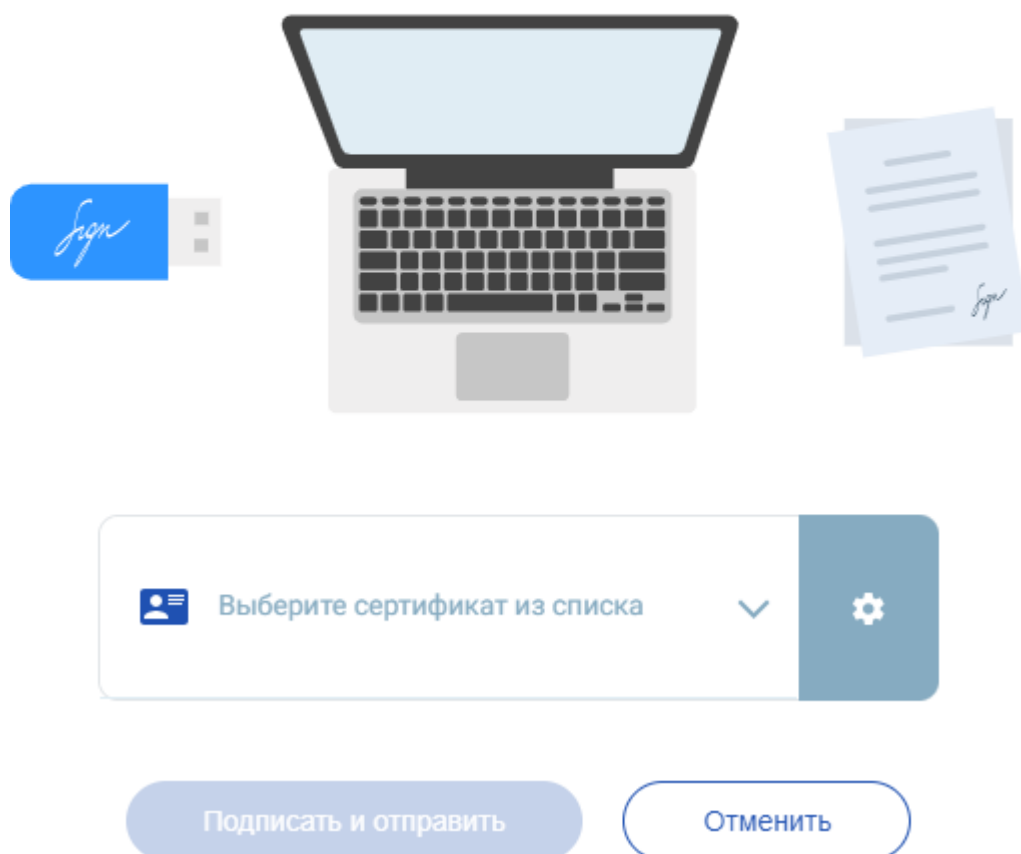 Sign
Sign
Выберите сертификат из списка
Подписать и отправить
Отменить